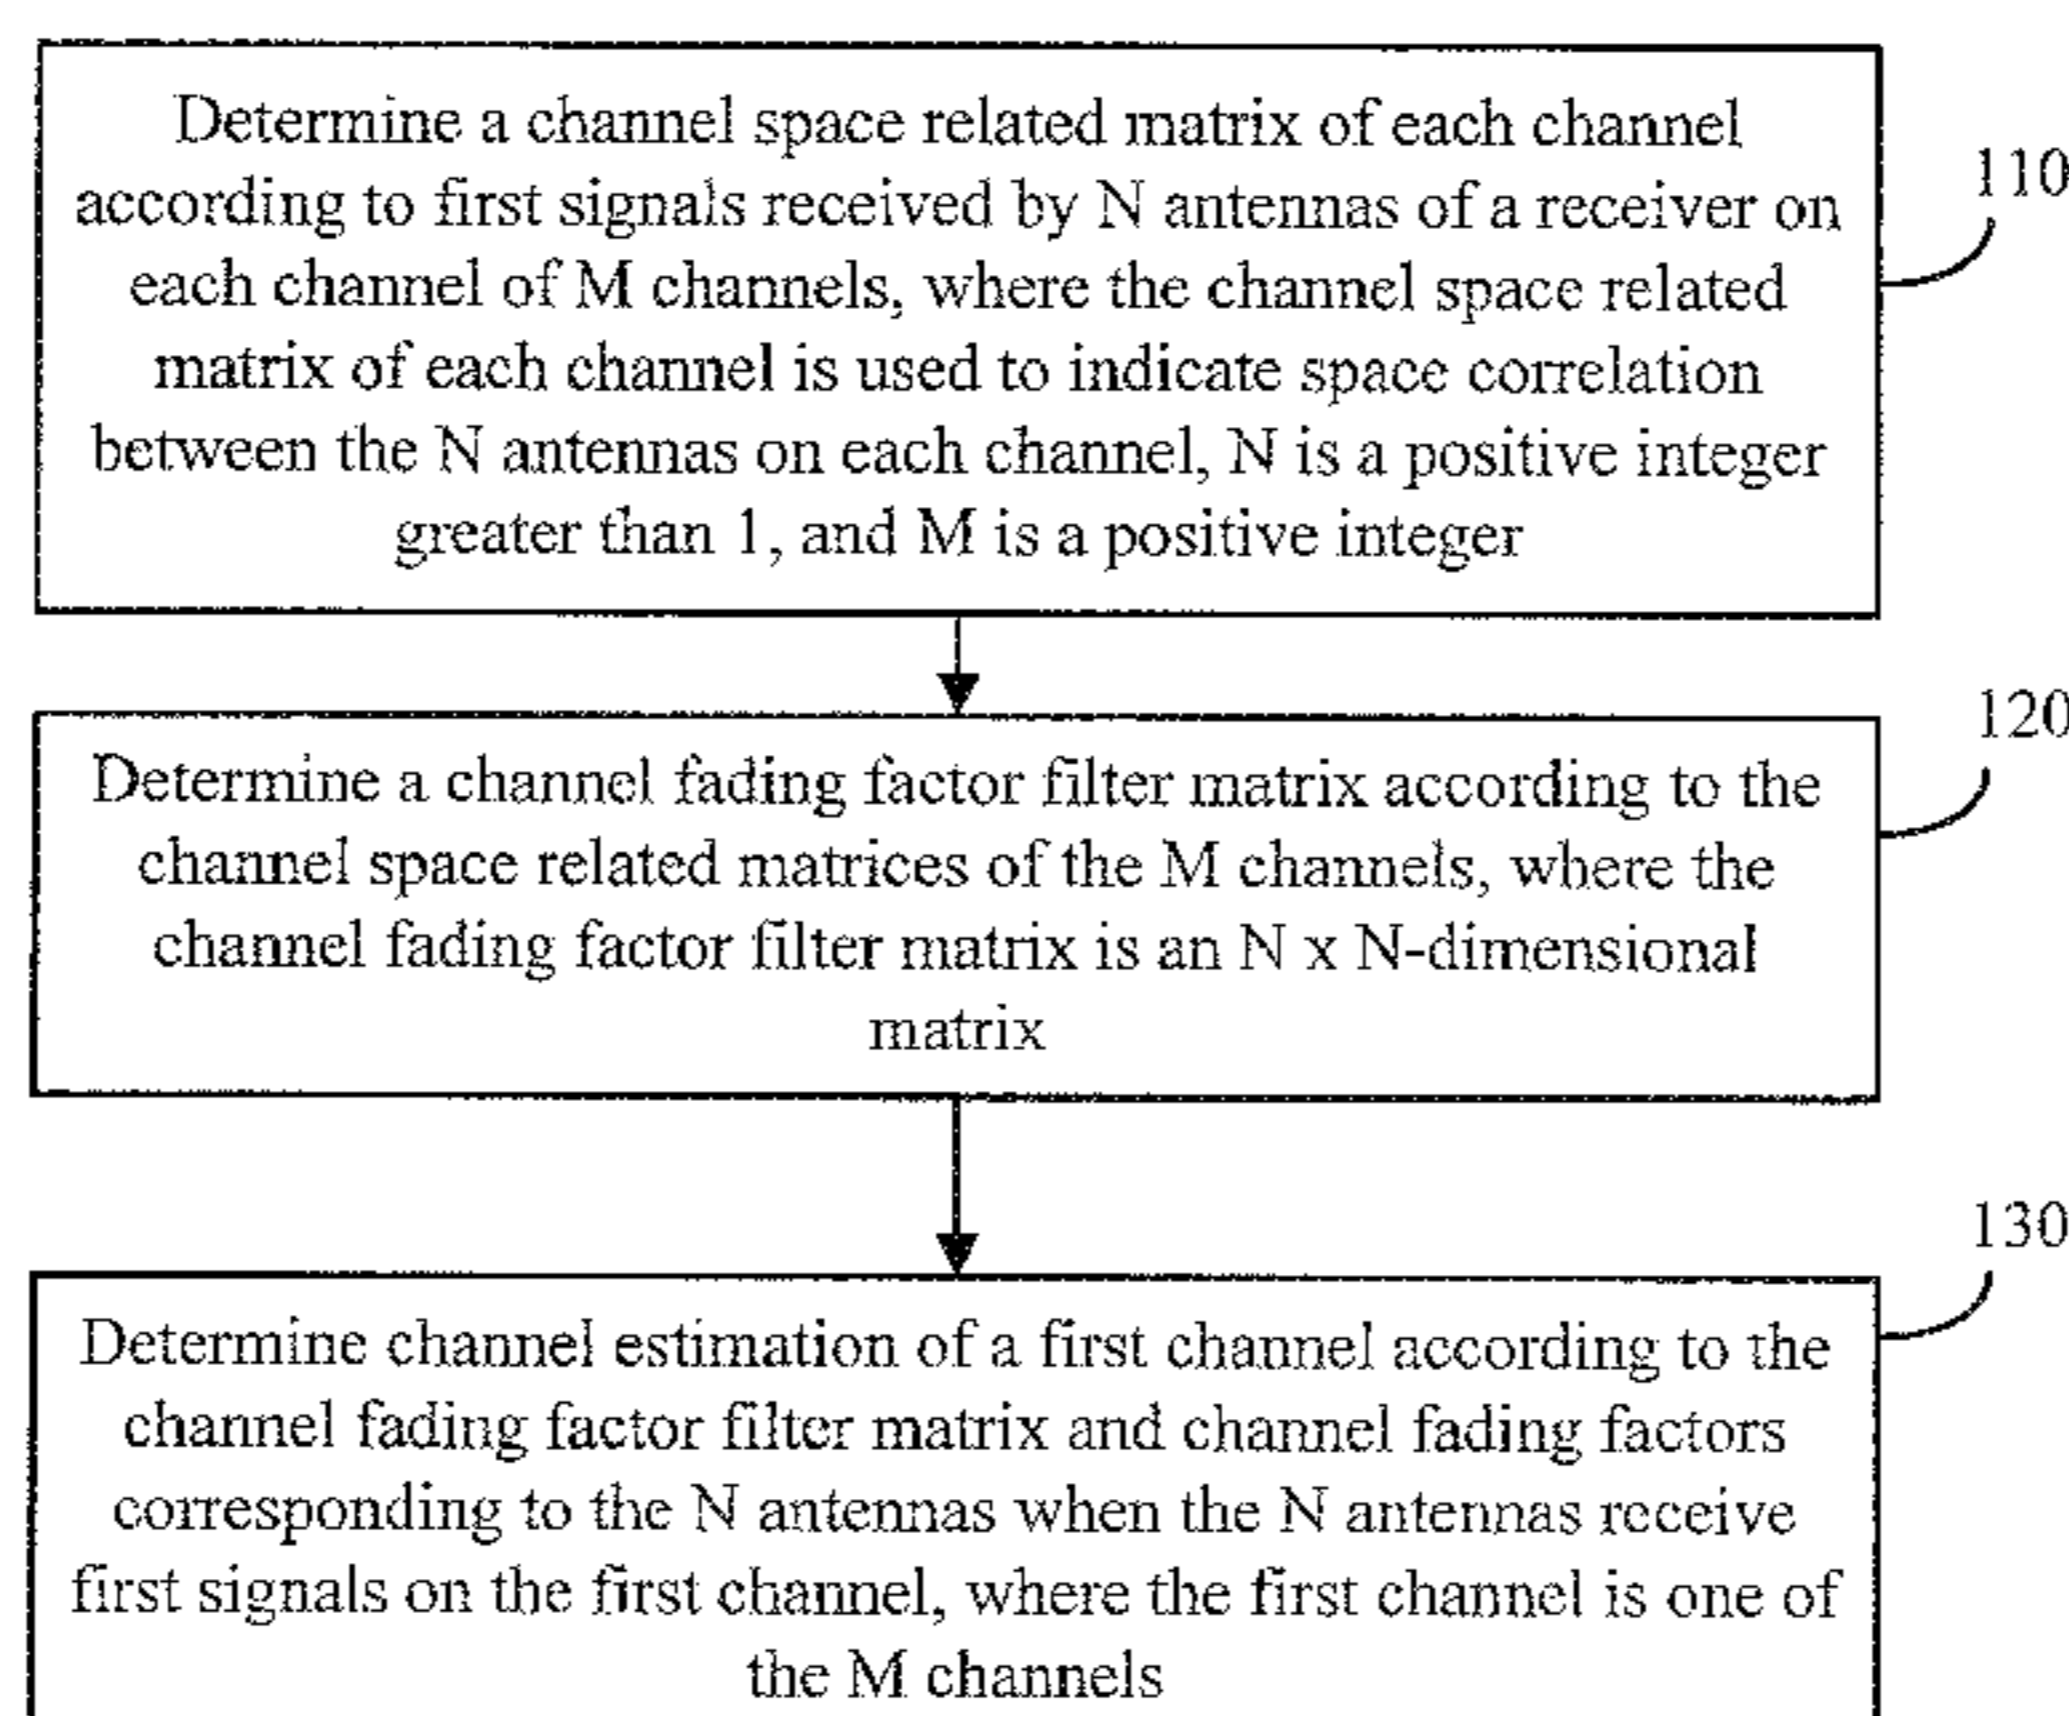 Determine a channel space related matrix of each channel
according to first signals received by N antennas of a receiver on
each channel of M channels, where the channel space related
matrix of each channel is used to indicate space correlation
between the N antennas on each channel, N is a positive integer
greater than 1, and M is a positive integer
110
Determine a channel fading factor filter matrix according to the
channel space related matrices of the M channels, where the
channel fading factor filter matrix is an N x N-dimensional
matrix
120
Determine channel estimation of a first channel according to the
channel fading factor filter matrix and channel fading factors
corresponding to the N antennas when the N antennas receive
first signals on the first channel, where the first channel is one of
the M channels
130